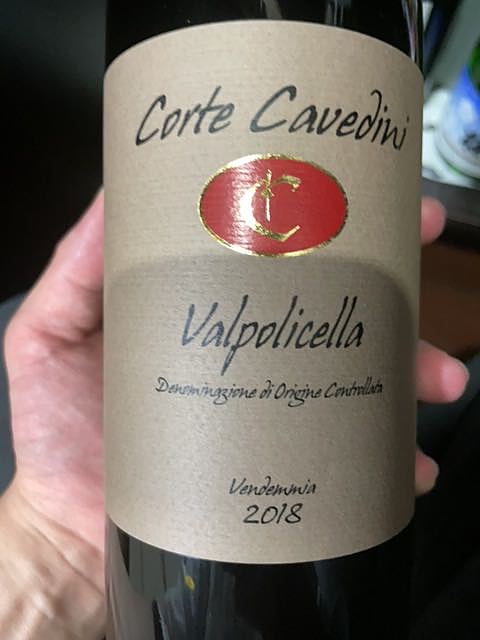 Corte Cavedini
C
Valpolicella
Denominazione di Origine Controllata
Vendemmia
2018